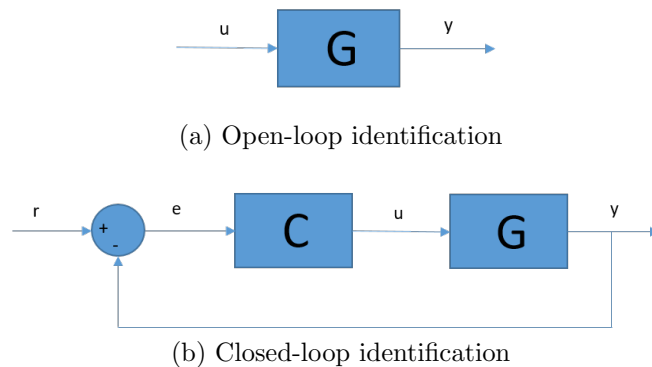 u
G
y
(a) Open-loop identification
r
+
-
e
C
u
G
y
(b) Closed-loop identification